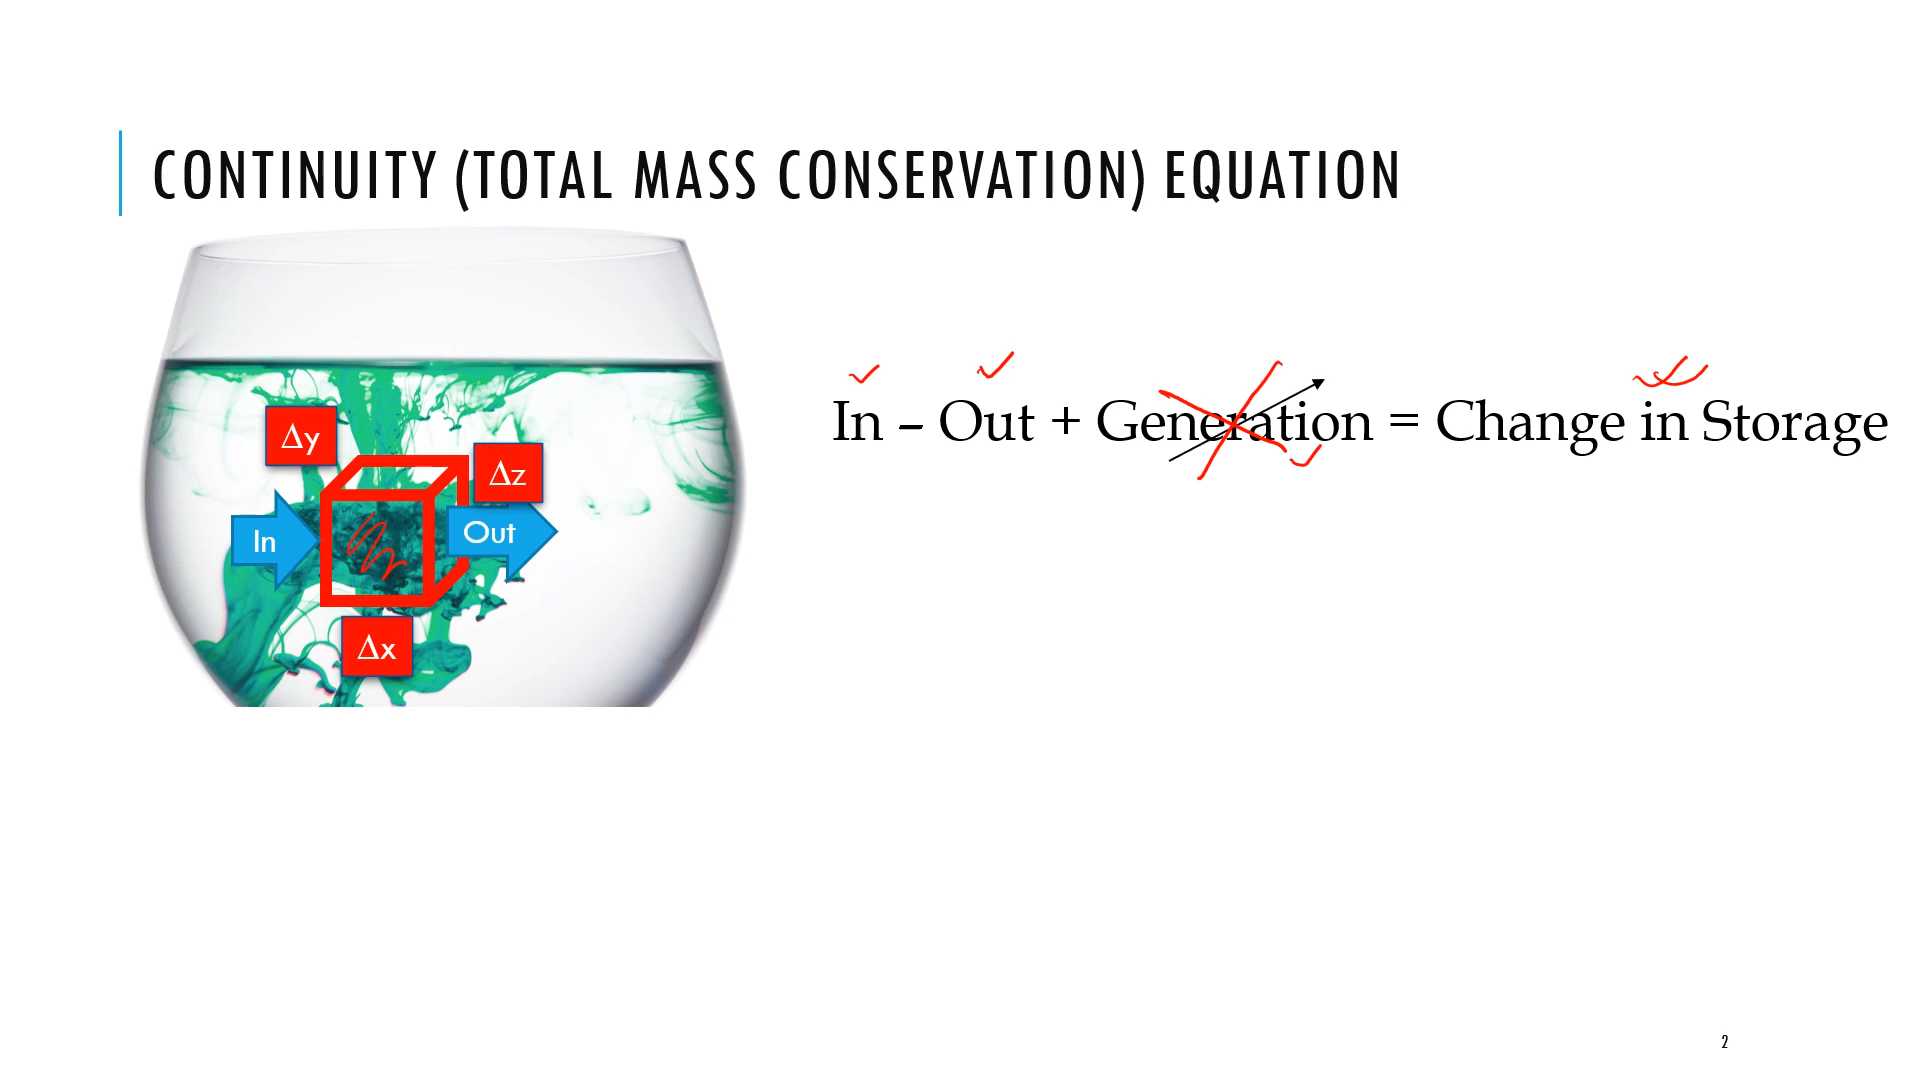 CONTINUITY (TOTAL MASS CONSERVATION) EQUATION
In – Out + Generation = Change in Storage
Δy
Δz
In
Out
Δx
2